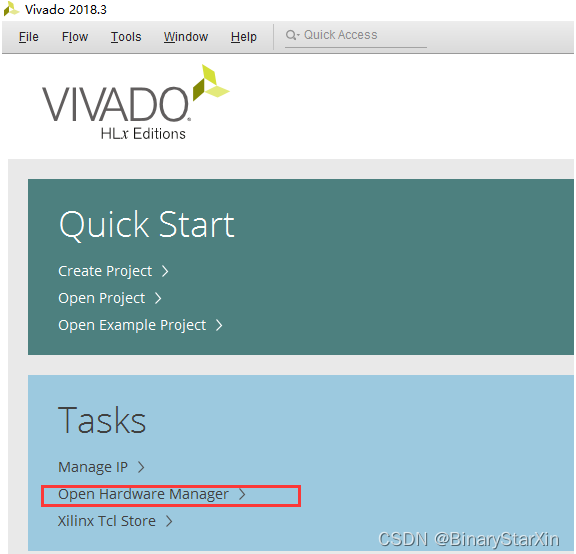 Vivado 2018.3
File Flow Tools Window Help Quick Access
VIVADO.
HLx Editions
Quick Start
Create Project >
Open Project >
Open Example Project >
Tasks
Manage IP >
Open Hardware Manager >
Xilinx Tcl Store >
CSDN @BinaryStarXin